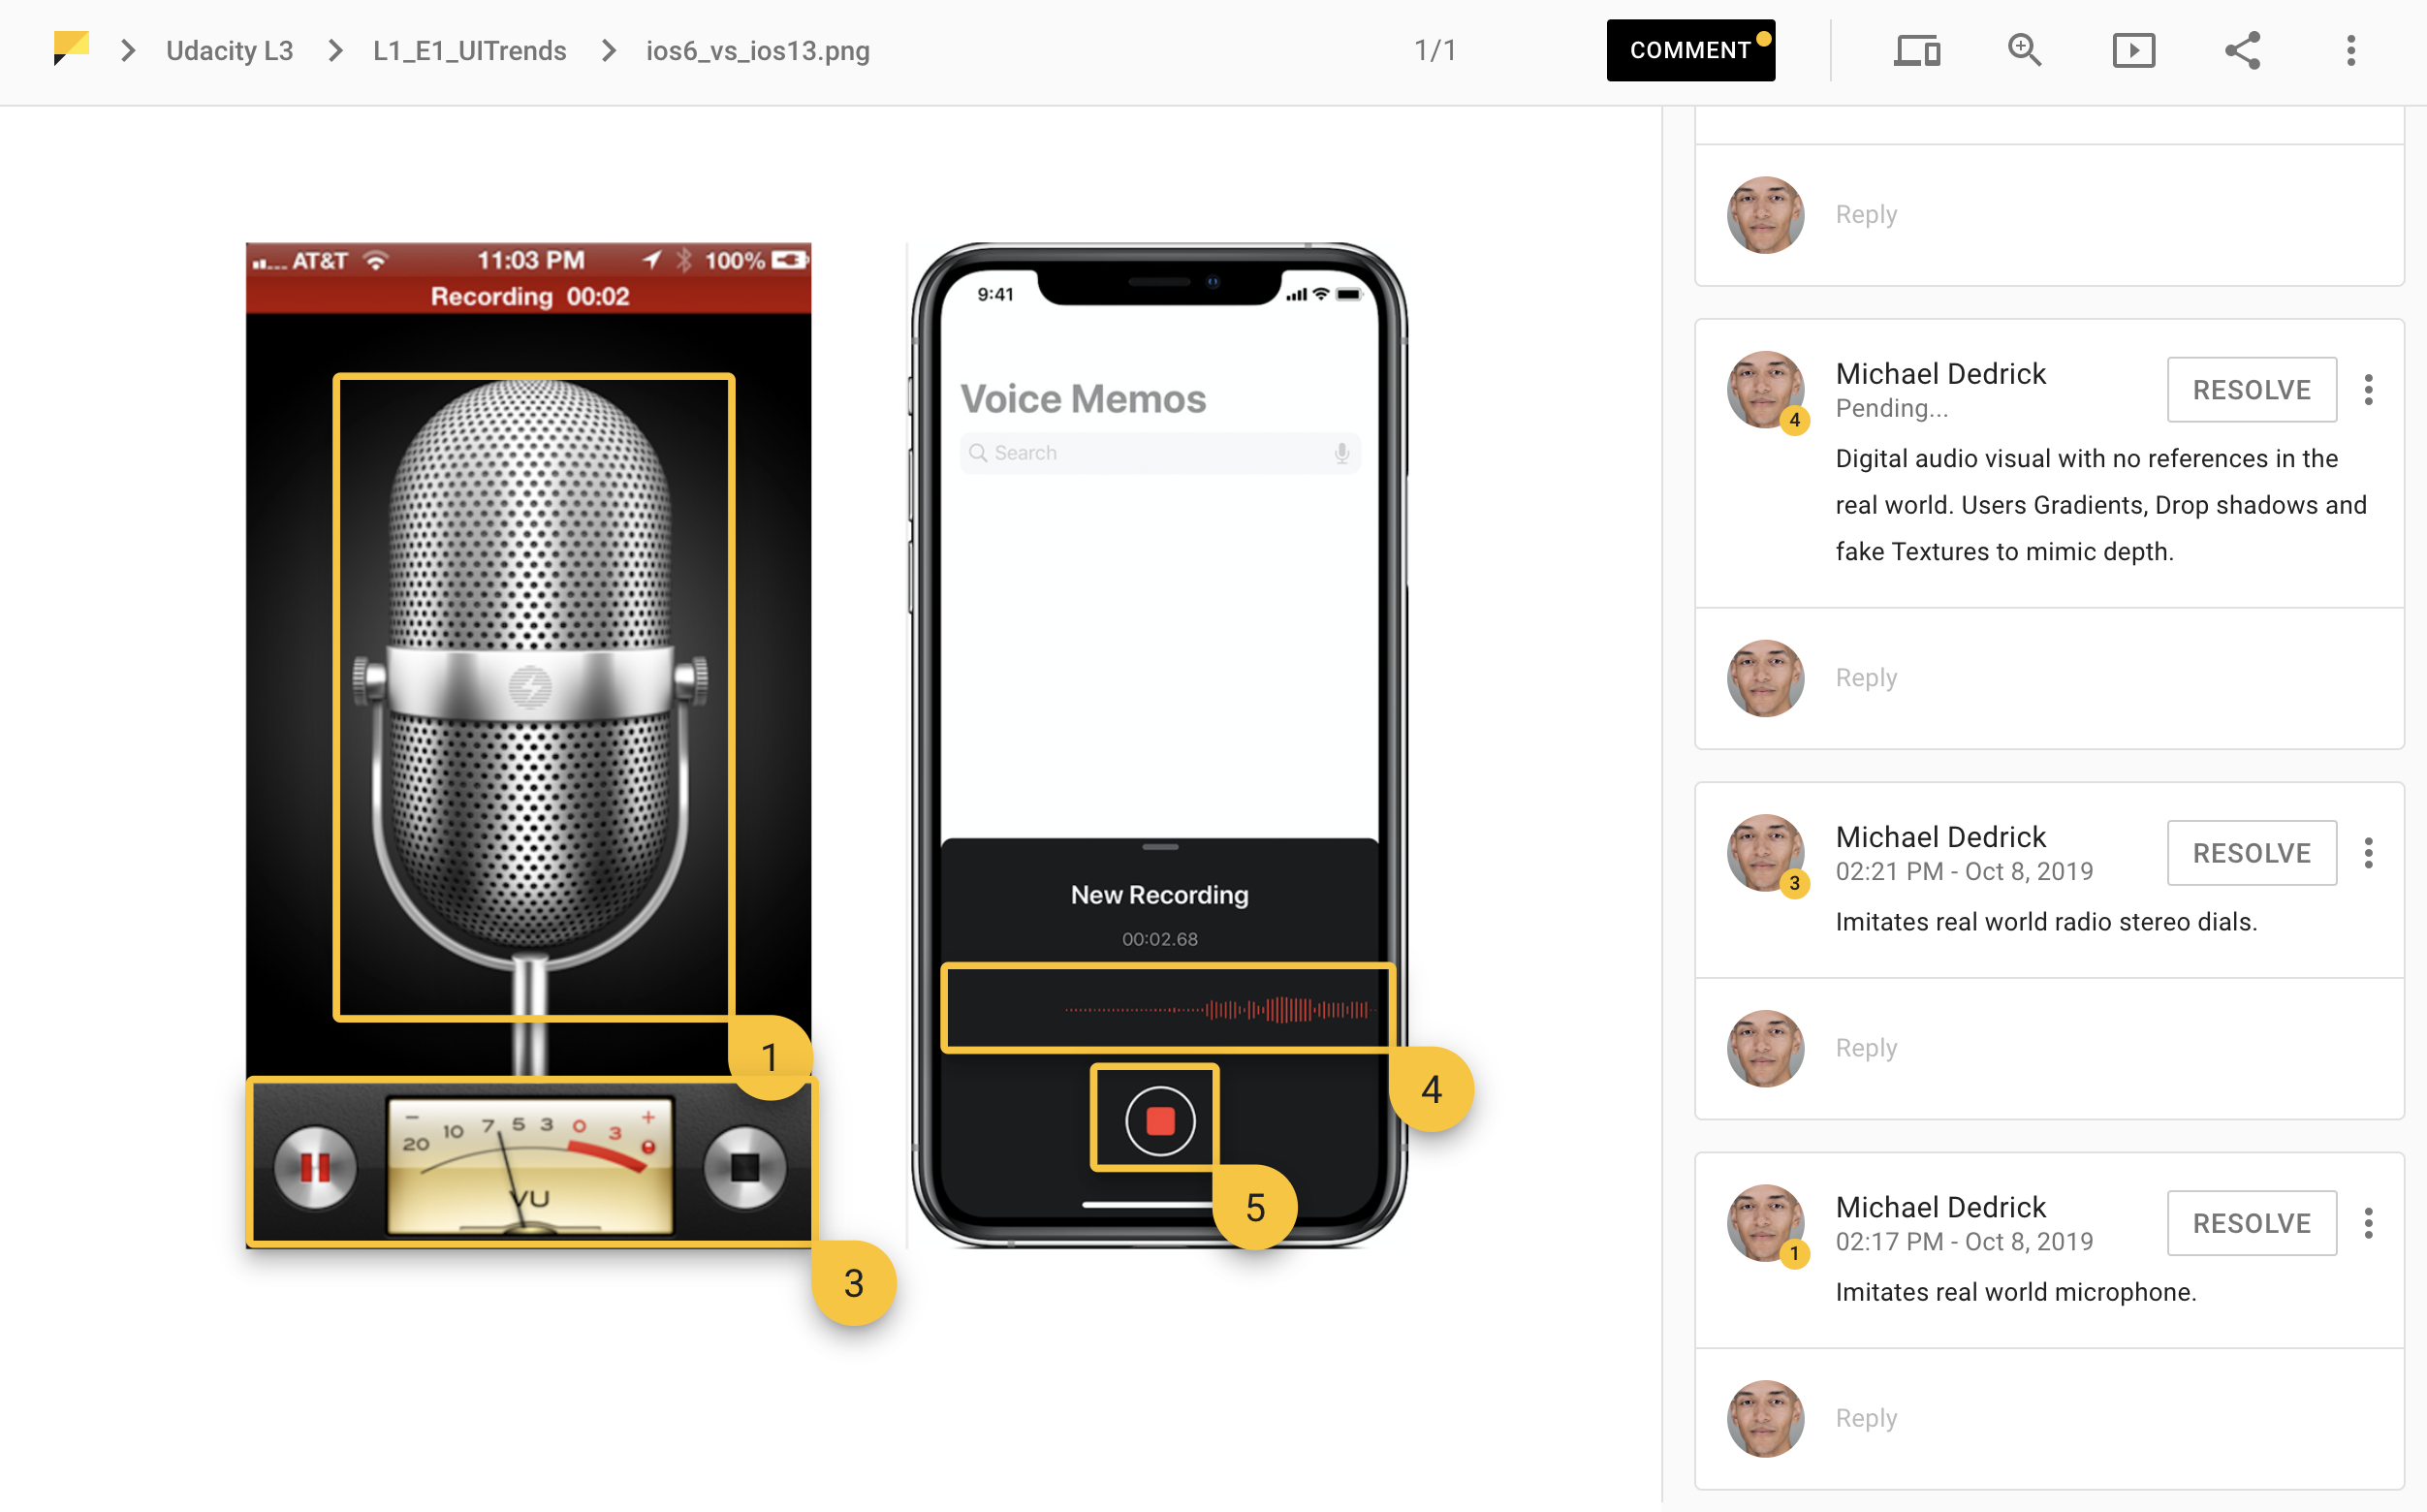 Udacity L3
L1_E1_UITrends
ios6_vs_ios13.png
1/1
COMMENT
AT&T 11:03 PM 100%
Recording 00:02
1
− 20 10 7 5 3 0 3 +
VU
3
9:41
Voice Memos
Search
New Recording
00:02.68
4
5
Reply
Michael Dedrick
RESOLVE
4
Pending...
Digital audio visual with no references in the
real world. Users Gradients, Drop shadows and
fake Textures to mimic depth.
Reply
Michael Dedrick
RESOLVE
3
02:21 PM - Oct 8, 2019
Imitates real world radio stereo dials.
Reply
Michael Dedrick
RESOLVE
1
02:17 PM - Oct 8, 2019
Imitates real world microphone.
Reply